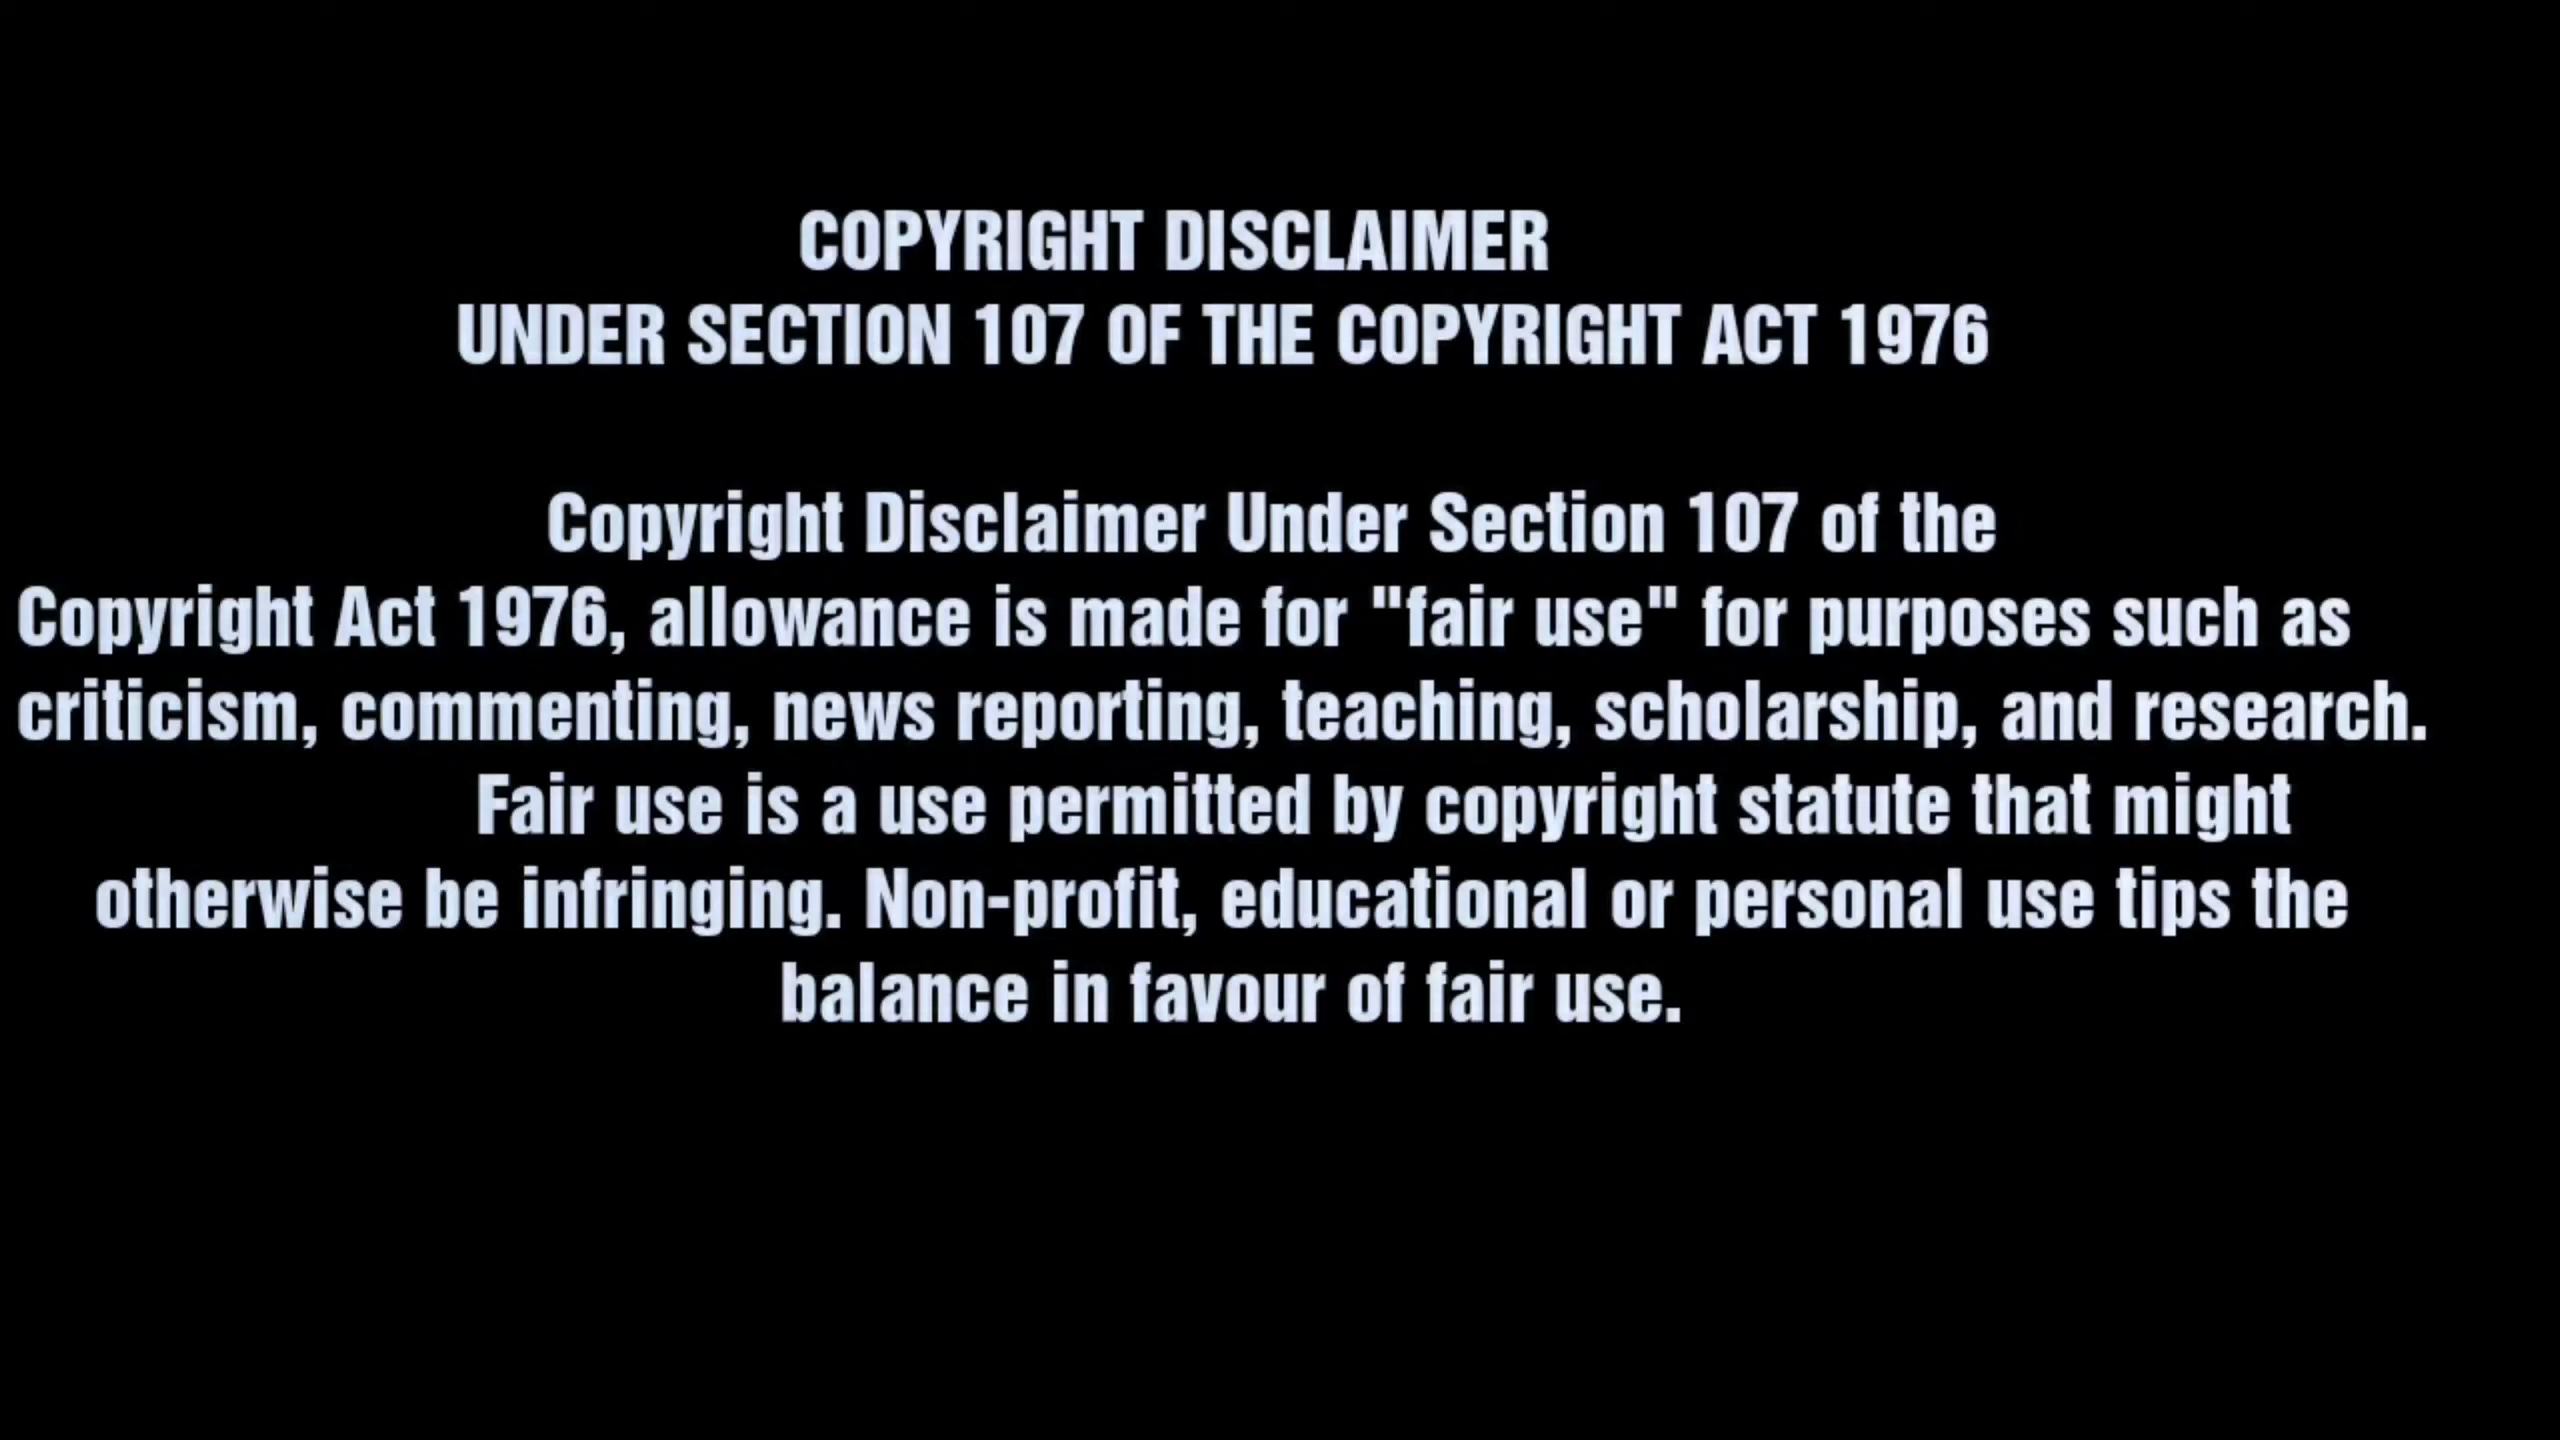 COPYRIGHT DISCLAIMER
UNDER SECTION 107 OF THE COPYRIGHT ACT 1976
Copyright Disclaimer Under Section 107 of the
Copyright Act 1976, allowance is made for "fair use" for purposes such as
criticism, commenting, news reporting, teaching, scholarship, and research.
Fair use is a use permitted by copyright statute that might
otherwise be infringing. Non-profit, educational or personal use tips the
balance in favour of fair use.